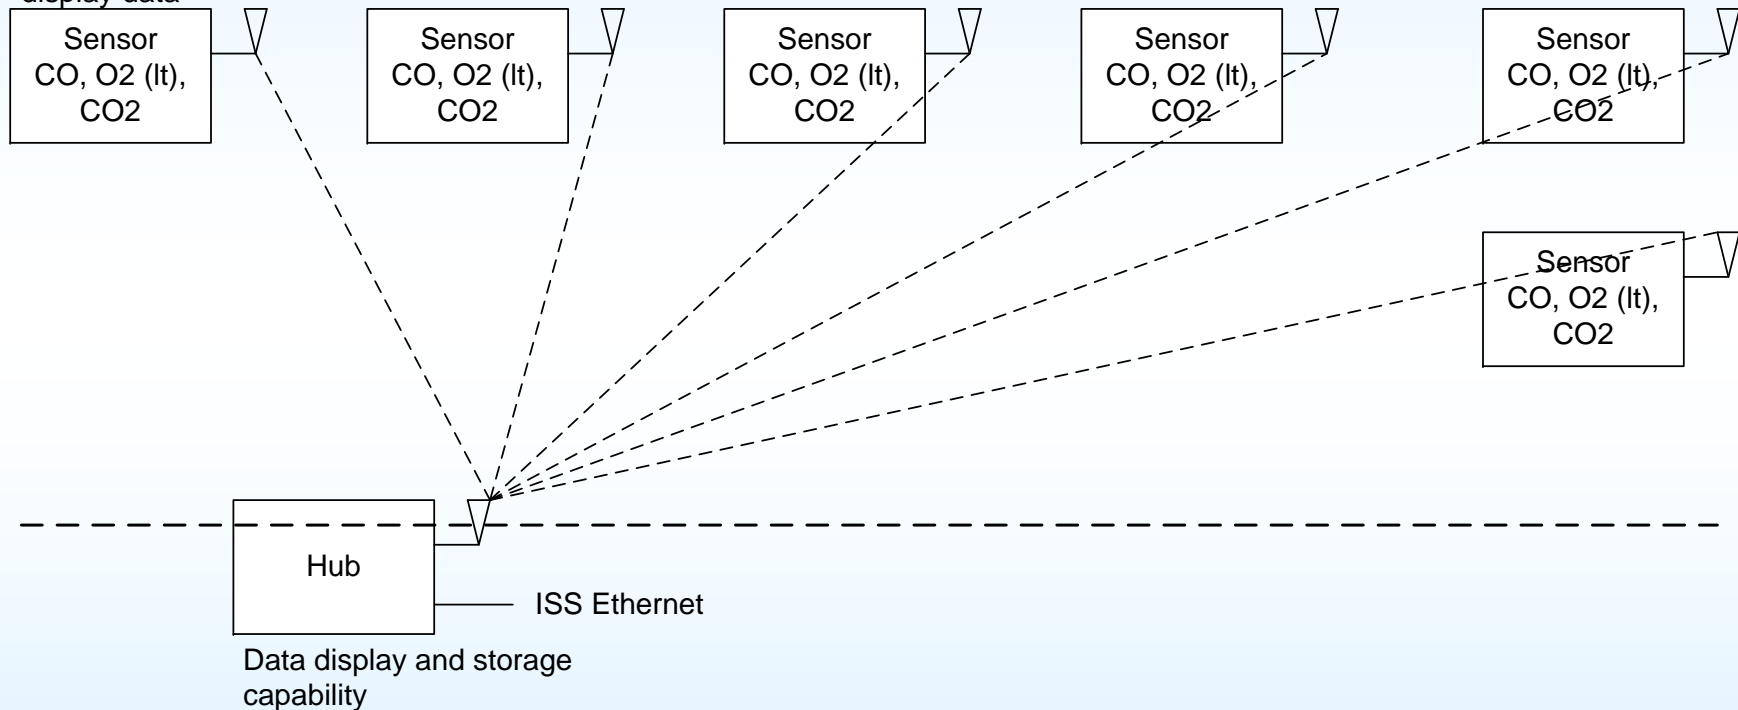 display data
Sensor
CO, O2 (lt),
CO2
Sensor
CO, O2 (lt),
CO2
Sensor
CO, O2 (lt),
CO2
Sensor
CO, O2 (lt),
CO2
Sensor
CO, O2 (lt),
CO2
Sensor
CO, O2 (lt),
CO2
Hub
ISS Ethernet
Data display and storage
capability